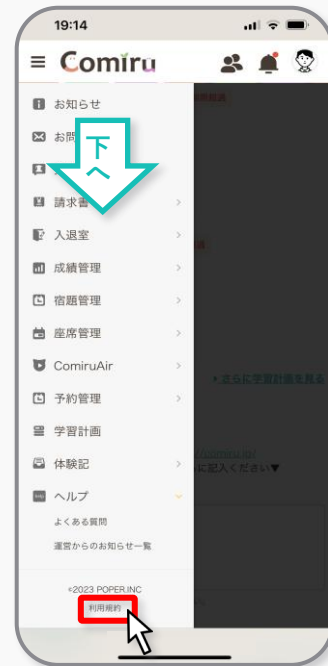 19:14
Comiru
お知らせ
お問
下
へ
請求書
入退室
成績管理
宿題管理
座席管理
ComiruAir
さらに学習計画を見る
予約管理
学習計画
体験記
に記入ください▼
ヘルプ
よくある質問
運営からのお知らせ一覧
©2023 POPER.INC
利用規約